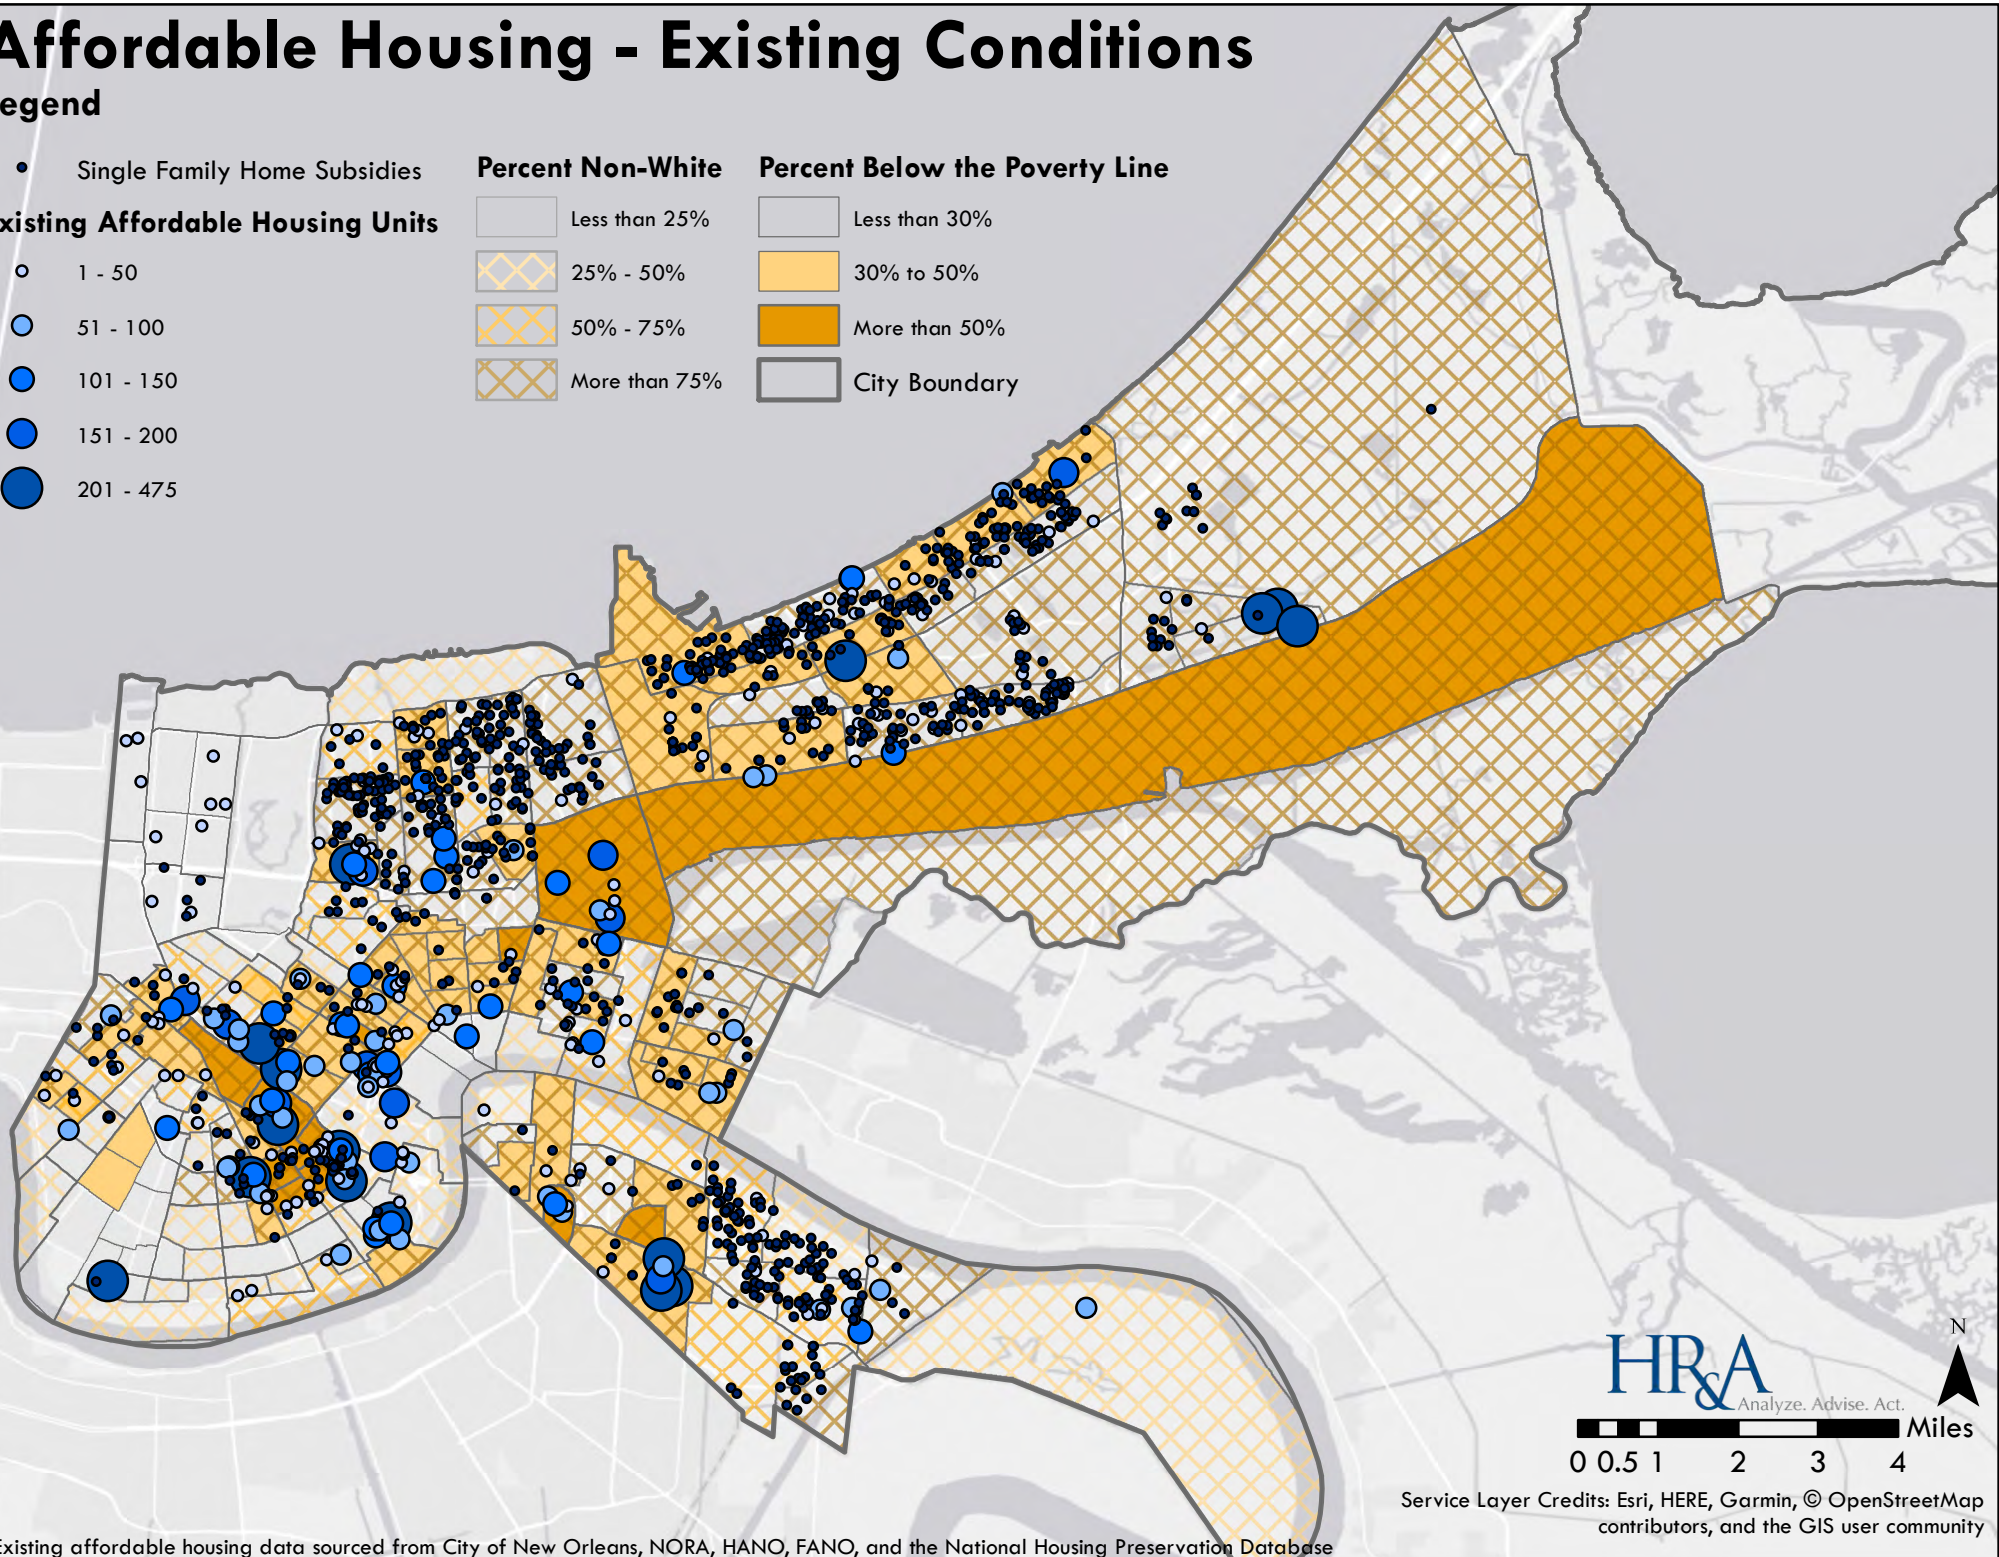 Affordable Housing - Existing Conditions
egend
Single Family Home Subsidies
xisting Affordable Housing Units
1 - 50
51 - 100
101 - 150
151 - 200
201 - 475
Percent Non-White
Less than 25%
25% - 50%
50% - 75%
More than 75%
Percent Below the Poverty Line
Less than 30%
30% to 50%
More than 50%
City Boundary
N
HR&A
Analyze. Advise. Act.
Miles
0 0.5 1 2 3 4
Service Layer Credits: Esri, HERE, Garmin, © OpenStreetMap
contributors, and the GIS user community
Existing affordable housing data sourced from City of New Orleans, NORA, HANO, FANO, and the National Housing Preservation Database